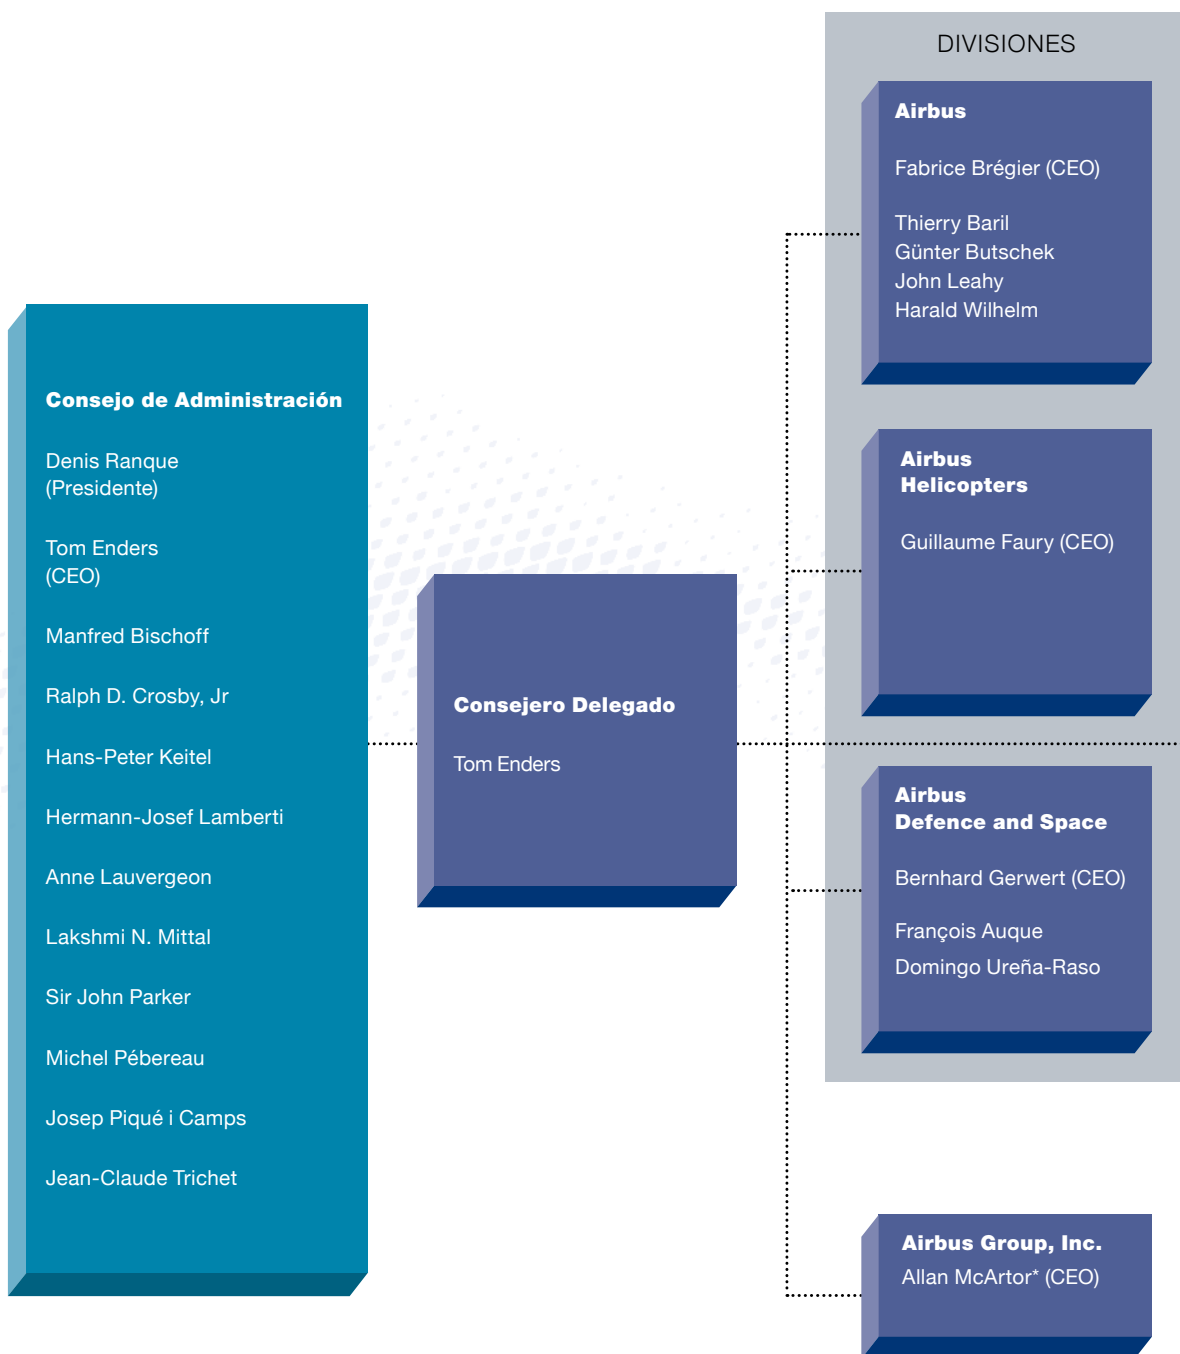 Consejo de Administración
Denis Ranque
(Presidente)
Tom Enders
(CEO)
Manfred Bischoff
Ralph D. Crosby, Jr
Hans-Peter Keitel
Hermann-Josef Lamberti
Anne Lauvergeon
Lakshmi N. Mittal
Sir John Parker
Michel Pébereau
Josep Piqué i Camps
Jean-Claude Trichet
Consejero Delegado
Tom Enders
DIVISIONES
Airbus
Fabrice Brégier (CEO)
Thierry Baril
Günter Butschek
John Leahy
Harald Wilhelm
Airbus
Helicopters
Guillaume Faury (CEO)
Airbus
Defence and Space
Bernhard Gerwert (CEO)
François Auque
Domingo Ureña-Raso
Airbus Group, Inc.
Allan McArtor* (CEO)